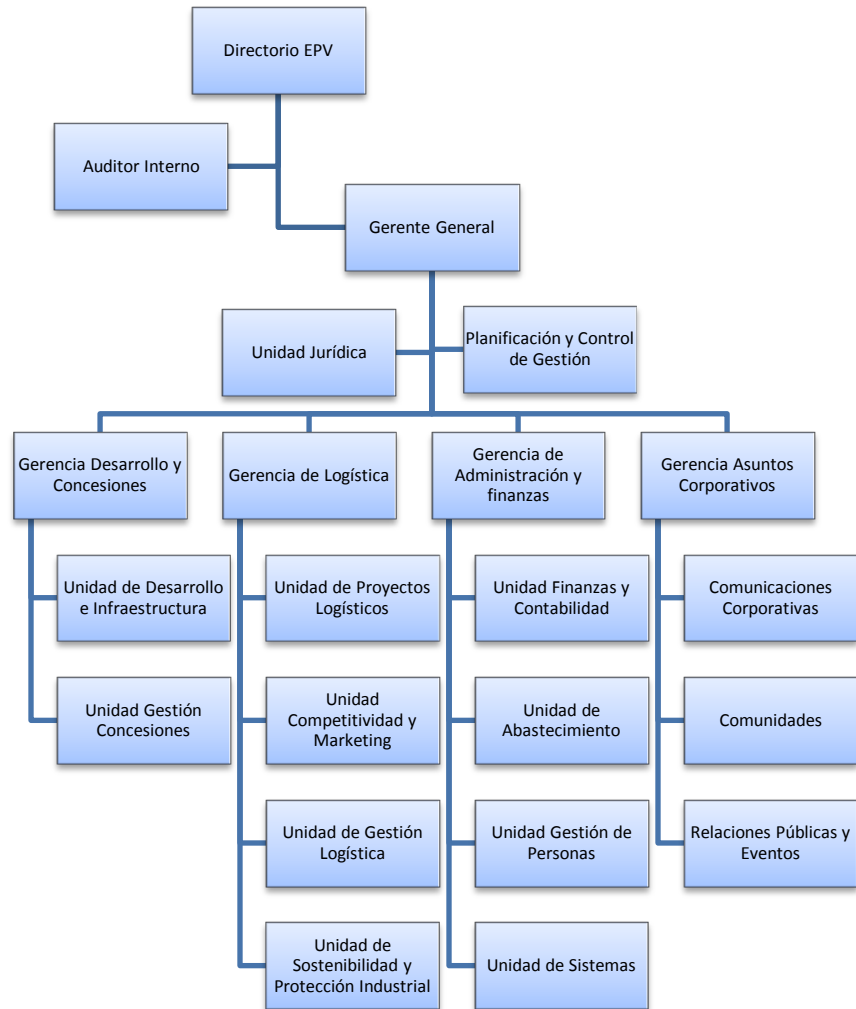 Directorio EPV
Auditor Interno
Gerente General
Unidad Jurídica
Planificación y Control
de Gestión
Gerencia Desarrollo y
Concesiones
Gerencia de Logística
Gerencia de
Administración y
finanzas
Gerencia Asuntos
Corporativos
Unidad de Desarrollo
e Infraestructura
Unidad de Proyectos
Logísticos
Unidad Finanzas y
Contabilidad
Comunicaciones
Corporativas
Unidad Gestión
Concesiones
Unidad
Competitividad y
Marketing
Unidad de
Abastecimiento
Comunidades
Unidad de Gestión
Logística
Unidad Gestión de
Personas
Relaciones Públicas y
Eventos
Unidad de
Sostenibilidad y
Protección Industrial
Unidad de Sistemas